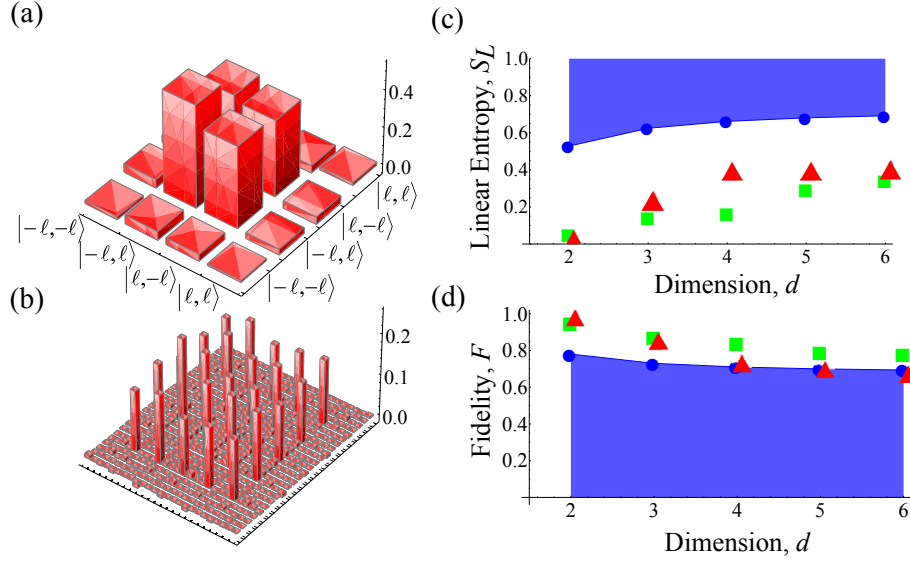 (a)
0.4
0.2
0.0
|−ℓ,−ℓ⟩
|−ℓ, ℓ⟩
|ℓ,−ℓ⟩
|ℓ, ℓ⟩
|−ℓ,−ℓ⟩
|−ℓ, ℓ⟩
|ℓ,−ℓ⟩
|ℓ, ℓ⟩
(b)
0.2
0.1
0.0
(c)
Linear Entropy, S_L
1.0
0.8
0.6
0.4
0.2
2 3 4 5 6
Dimension, d
(d)
Fidelity, F
1.0
0.8
0.6
0.4
0.2
2 3 4 5 6
Dimension, d